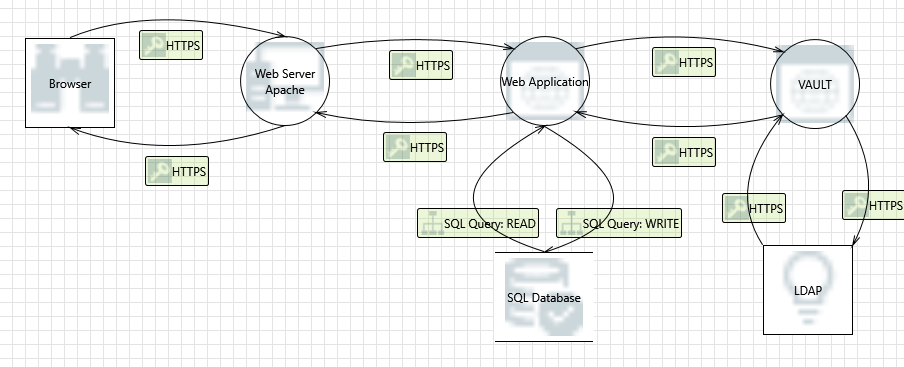 HTTPS
HTTPS
HTTPS
Browser
Web Server
Apache
Web Application
VAULT
HTTPS
HTTPS
HTTPS
HTTPS
HTTPS
SQL Query: READ
SQL Query: WRITE
SQL Database
LDAP